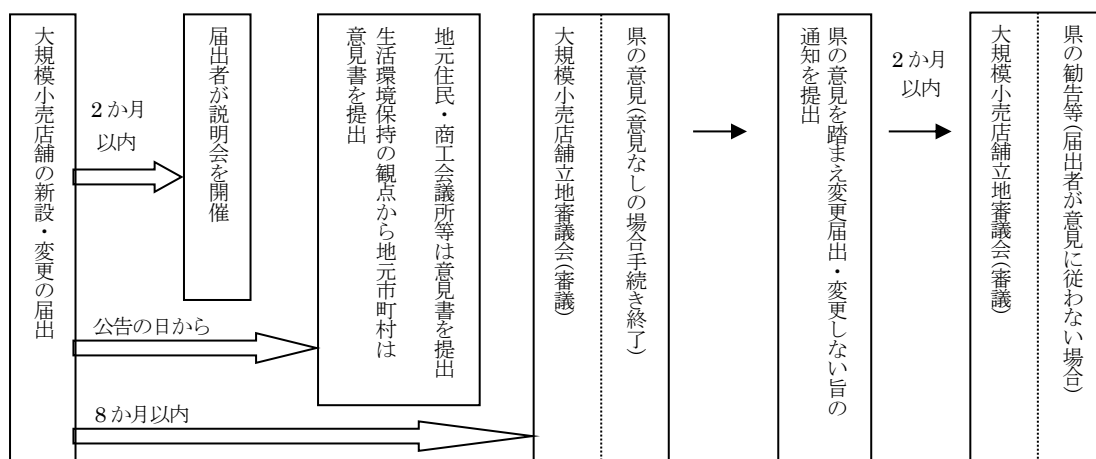 大規模小売店舗の新設・変更の届出
2か月
以内
届出者が説明会を開催
公告の日から
8か月以内
地元住民・商工会議所等は意見書を提出
生活環境保持の観点から地元市町村は
意見書を提出
県の意見(意見なしの場合手続き終了)
大規模小売店舗立地審議会(審議)
県の意見を踏まえ変更届出・変更しない旨の
通知を提出
2か月
以内
県の勧告等(届出者が意見に従わない場合)
大規模小売店舗立地審議会(審議)